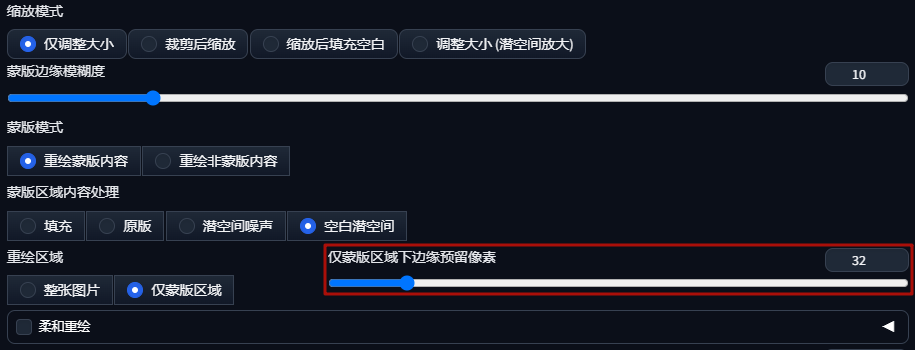 缩放模式
仅调整大小 裁剪后缩放 缩放后填充空白 调整大小 (潜空间放大)
蒙版边缘模糊度 10
蒙版模式
重绘蒙版内容 重绘非蒙版内容
蒙版区域内容处理
填充 原版 潜空间噪声 空白潜空间
重绘区域 仅蒙版区域下边缘预留像素 32
整张图片 仅蒙版区域
柔和重绘